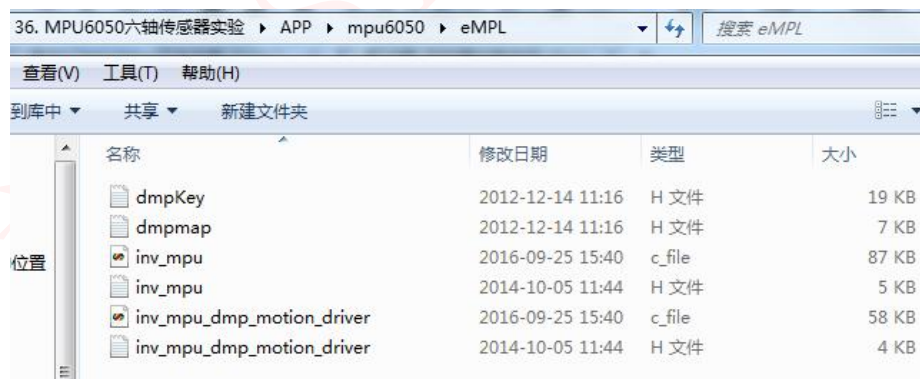 36. MPU6050六轴传感器实验 ▸ APP ▸ mpu6050 ▸ eMPL 搜索 eMPL
查看(V) 工具(T) 帮助(H)
到库中 共享 新建文件夹
名称 修改日期 类型 大小
dmpKey 2012-12-14 11:16 H 文件 19 KB
dmpmap 2012-12-14 11:16 H 文件 7 KB
位置 inv_mpu 2016-09-25 15:40 c_file 87 KB
inv_mpu 2014-10-05 11:44 H 文件 5 KB
inv_mpu_dmp_motion_driver 2016-09-25 15:40 c_file 58 KB
inv_mpu_dmp_motion_driver 2014-10-05 11:44 H 文件 4 KB